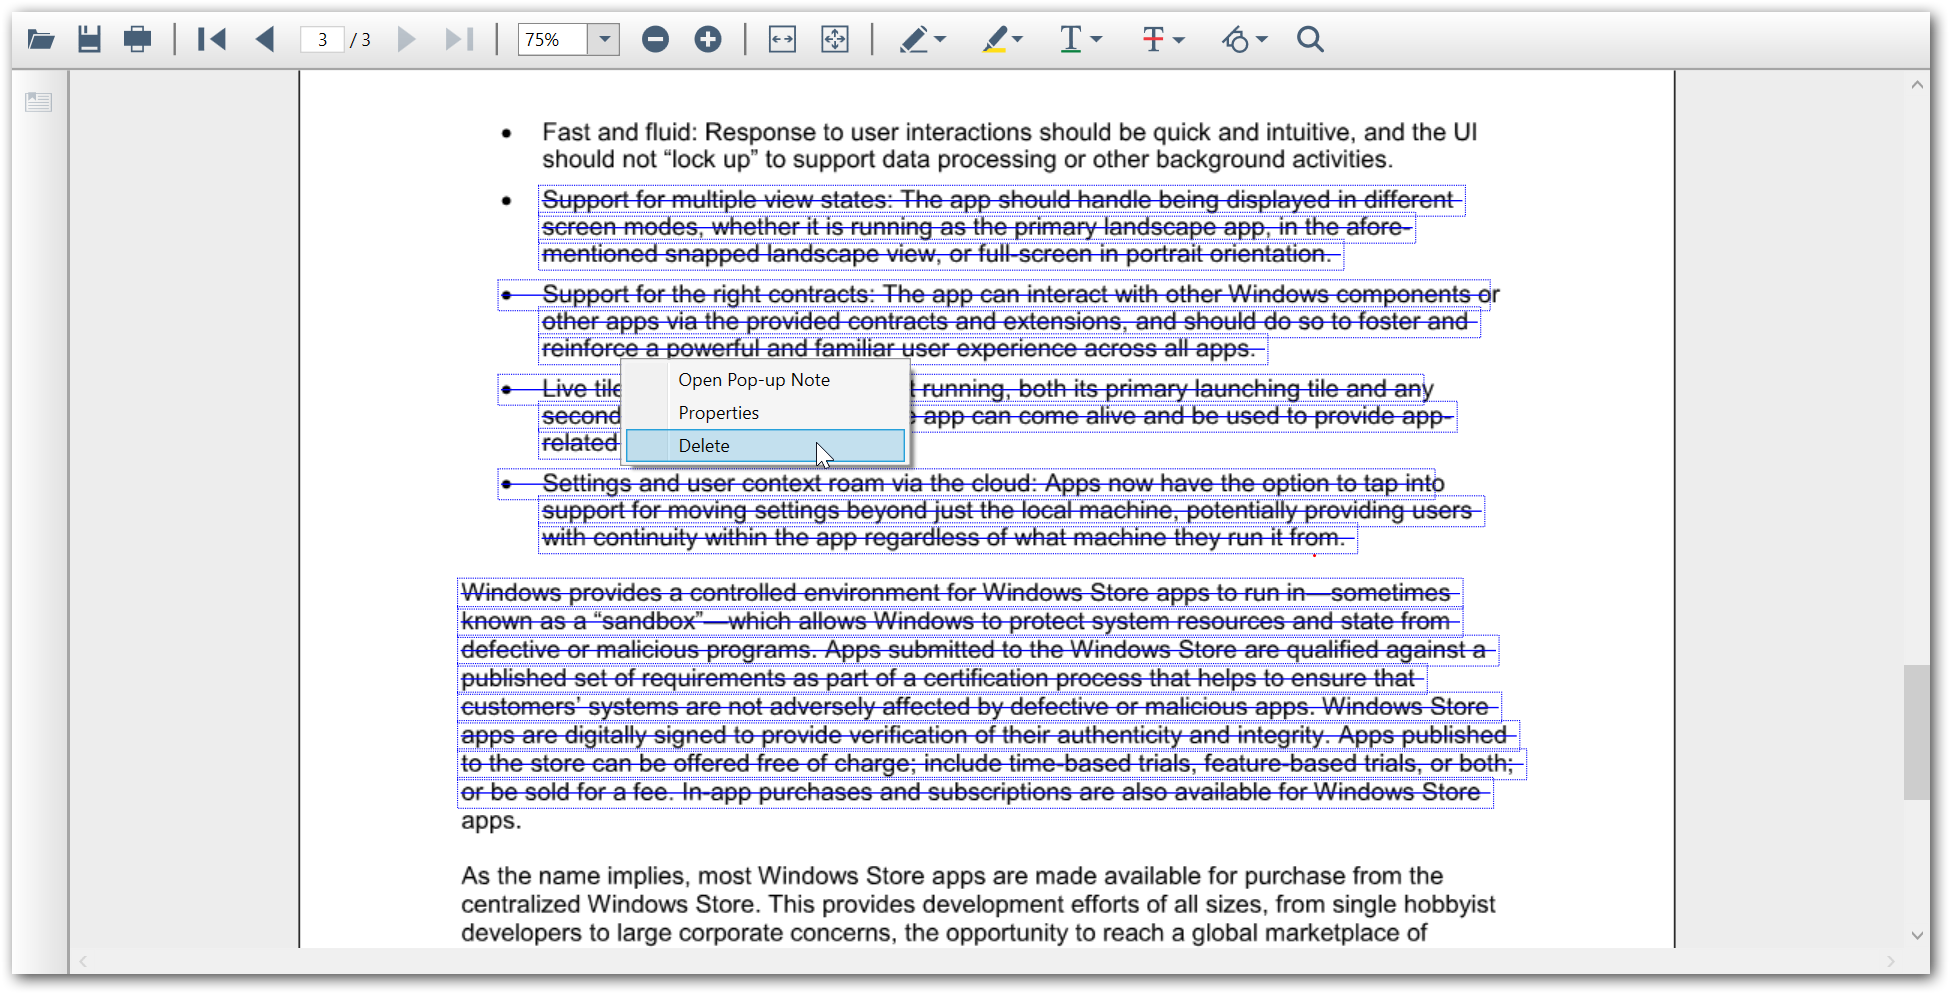 3 / 3
75%
T
T
• Fast and fluid: Response to user interactions should be quick and intuitive, and the UI
should not “lock up” to support data processing or other background activities.
• Support for multiple view states: The app should handle being displayed in different
screen modes, whether it is running as the primary landscape app, in the afore-
mentioned snapped landscape view, or full-screen in portrait orientation.
• Support for the right contracts: The app can interact with other Windows components or
other apps via the provided contracts and extensions, and should do so to foster and
reinforce a powerful and familiar user experience across all apps.
• Live tile running, both its primary launching tile and any
second app can come alive and be used to provide app-
related
Open Pop-up Note
Properties
Delete
• Settings and user context roam via the cloud: Apps now have the option to tap into
support for moving settings beyond just the local machine, potentially providing users
with continuity within the app regardless of what machine they run it from.
Windows provides a controlled environment for Windows Store apps to run in—sometimes
known as a “sandbox”—which allows Windows to protect system resources and state from
defective or malicious programs. Apps submitted to the Windows Store are qualified against a
published set of requirements as part of a certification process that helps to ensure that
customers’ systems are not adversely affected by defective or malicious apps. Windows Store
apps are digitally signed to provide verification of their authenticity and integrity. Apps published
to the store can be offered free of charge; include time-based trials, feature-based trials, or both;
or be sold for a fee. In-app purchases and subscriptions are also available for Windows Store
apps.
As the name implies, most Windows Store apps are made available for purchase from the
centralized Windows Store. This provides development efforts of all sizes, from single hobbyist
developers to large corporate concerns, the opportunity to reach a global marketplace of